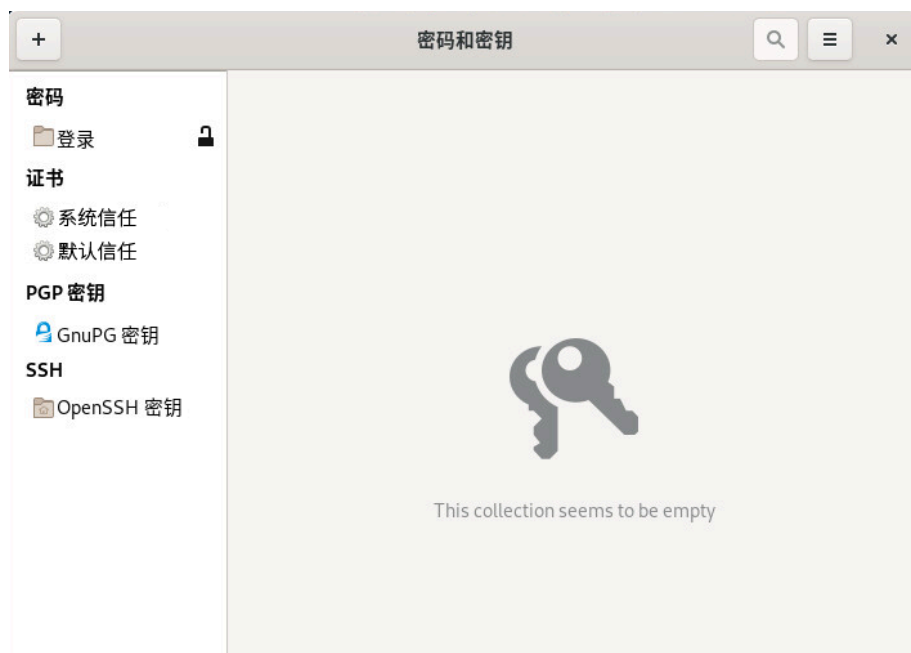 密码和密钥
密码
登录
证书
系统信任
默认信任
PGP 密钥
GnuPG 密钥
SSH
OpenSSH 密钥
This collection seems to be empty